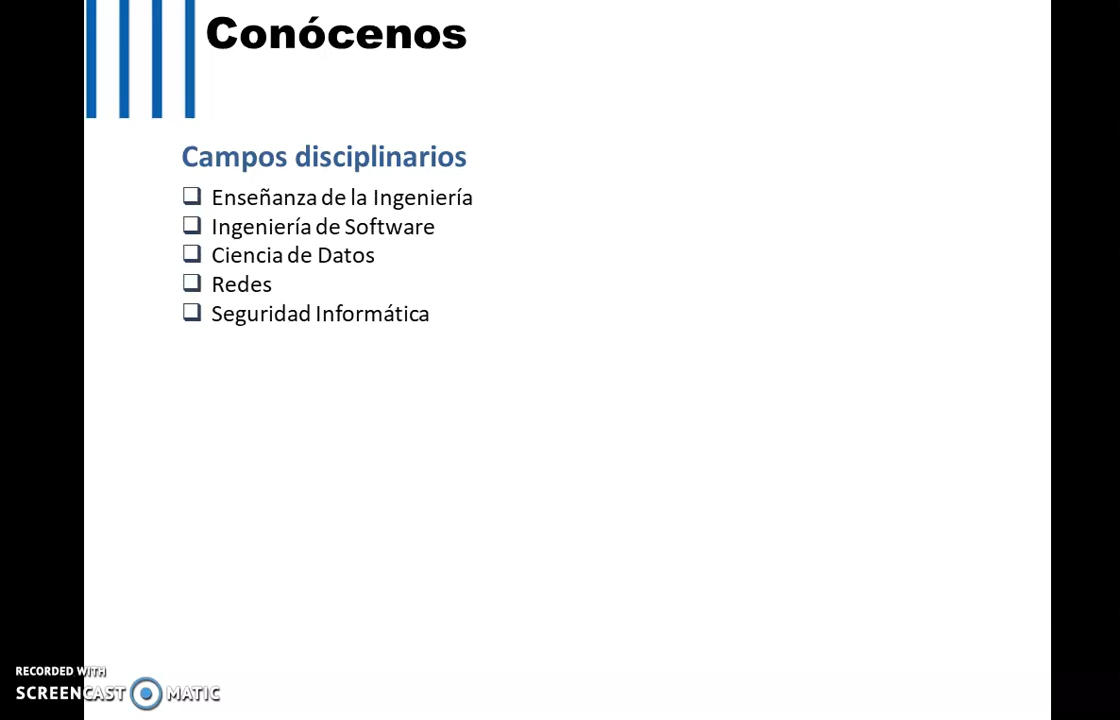 Conócenos
Campos disciplinarios
Enseñanza de la Ingeniería
Ingeniería de Software
Ciencia de Datos
Redes
Seguridad Informática
RECORDED WITH
SCREENCAST MATIC